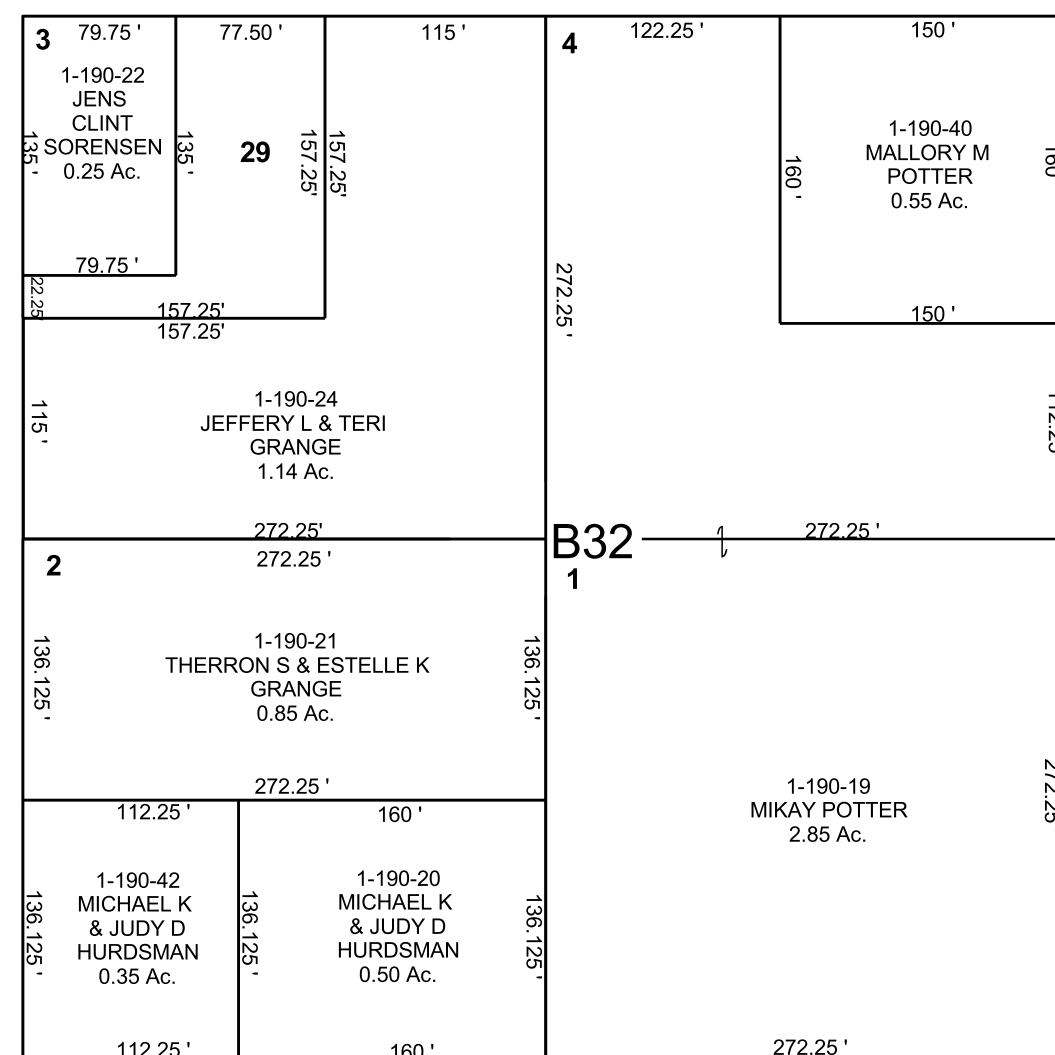 3
79.75 '
77.50 '
115 '
4
122.25 '
150 '
1-190-22
JENS
CLINT
SORENSEN
0.25 Ac.
135 '
135 '
29
157.25'
157.25'
1-190-40
MALLORY M
POTTER
0.55 Ac.
160 '
160
79.75 '
22.25'
157.25'
157.25'
272.25 '
150 '
1-190-24
JEFFERY L & TERI
GRANGE
1.14 Ac.
115 '
112.25
272.25'
B32
272.25 '
2
272.25 '
1
1-190-21
THERRON S & ESTELLE K
GRANGE
0.85 Ac.
136.125 '
136.125 '
272.25 '
1-190-19
MIKAY POTTER
2.85 Ac.
272.25
112.25 '
160 '
1-190-42
MICHAEL K
& JUDY D
HURDSMAN
0.35 Ac.
136.125 '
136.125 '
1-190-20
MICHAEL K
& JUDY D
HURDSMAN
0.50 Ac.
136.125 '
112.25 '
160 '
272.25 '